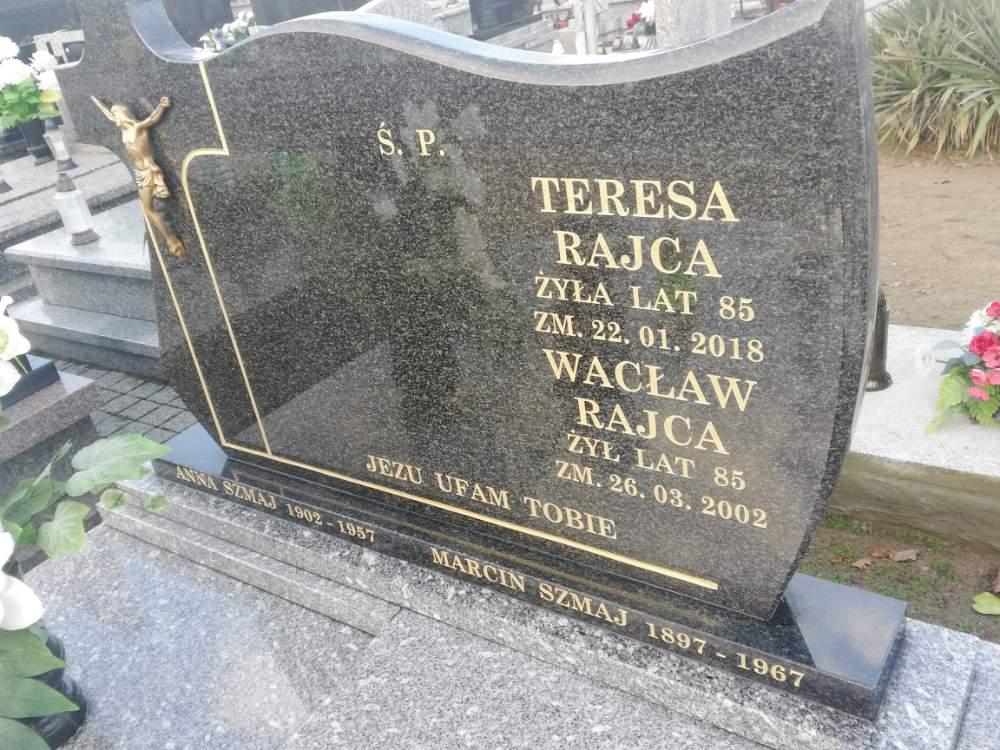 Ś. P.
TERESA
RAJCA
ŻYŁA LAT 85
ZM. 22. 01. 2018
WACŁAW
RAJCA
ŻYŁ LAT 85
ZM. 26. 03. 2002
JEZU UFAM TOBIE
ANNA SZMAJ 1902 - 1957
MARCIN SZMAJ 1897 - 1967